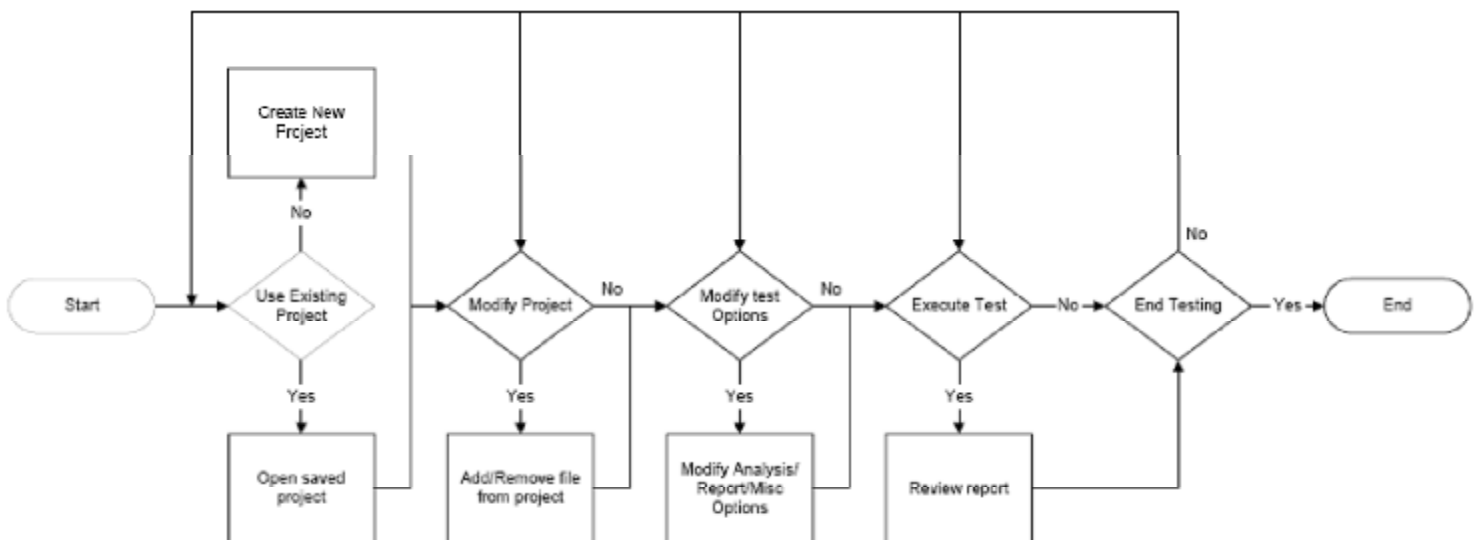 Create New
Project
No
No
Start
Use Existing
Project
Modify Project
No
Modify test
Options
No
Execute Test
No
End Testing
Yes
End
Yes
Yes
Yes
Yes
Open saved
project
Add/Remove file
from project
Modify Analysis/
Report/Misc
Options
Review report